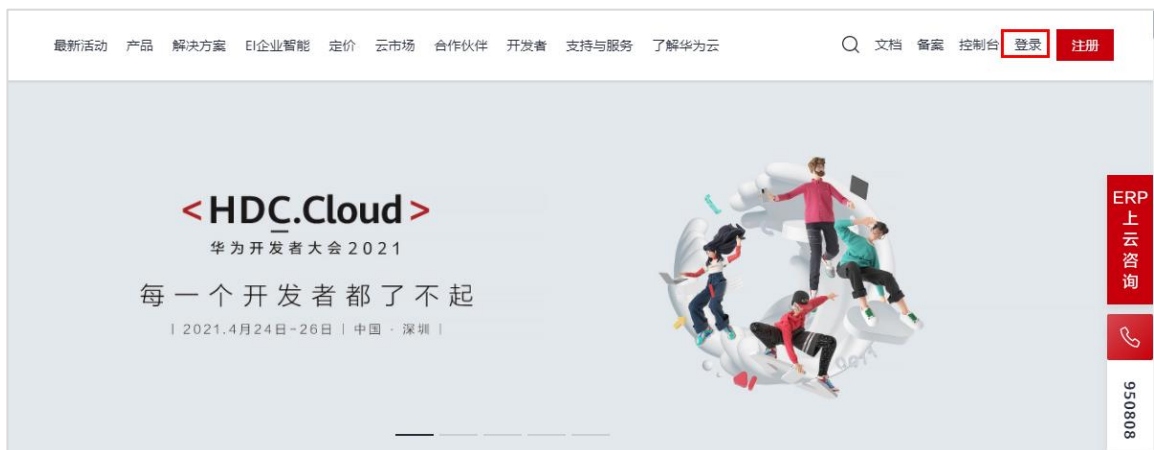 最新活动 产品 解决方案 EI企业智能 定价 云市场 合作伙伴 开发者 支持与服务 了解华为云 文档 备案 控制台 登录 注册
<HDC.Cloud>
华为开发者大会2021
每一个开发者都了不起
| 2021.4月24日-26日 | 中国 · 深圳 |
ERP上云咨询
950808